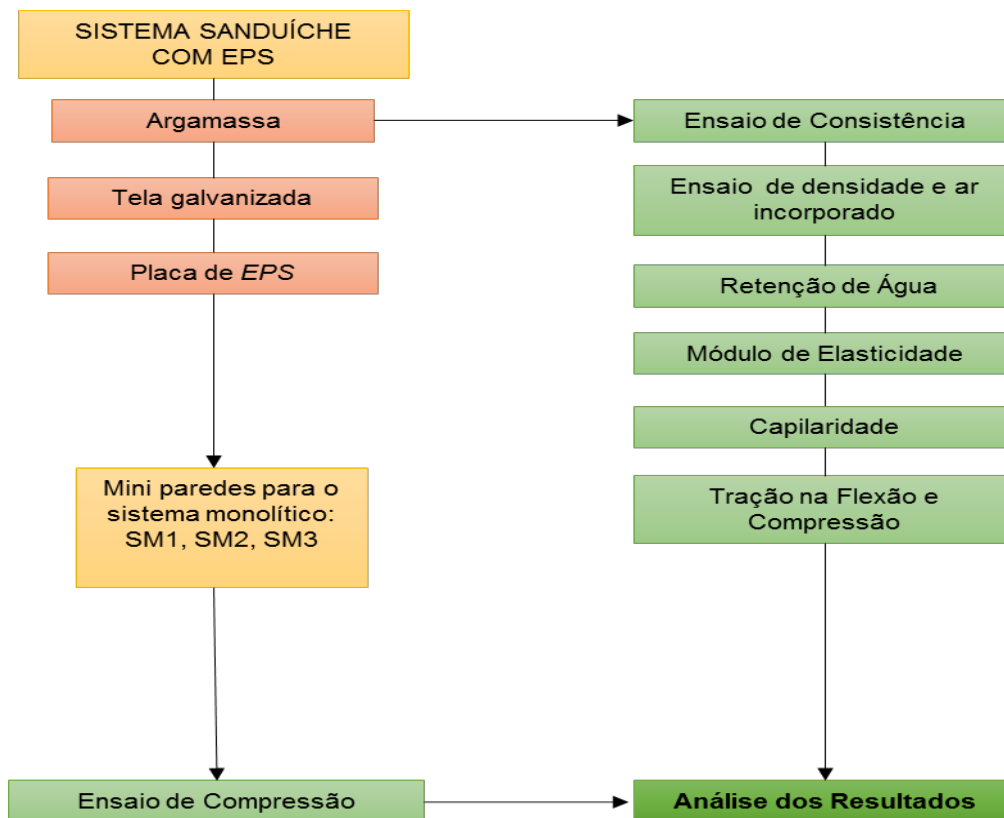 SISTEMA SANDUÍCHE
COM EPS
Argamassa
Tela galvanizada
Placa de EPS
Mini paredes para o
sistema monolítico:
SM1, SM2, SM3
Ensaio de Compressão
Ensaio de Consistência
Ensaio de densidade e ar
incorporado
Retenção de Água
Módulo de Elasticidade
Capilaridade
Tração na Flexão e
Compressão
Análise dos Resultados